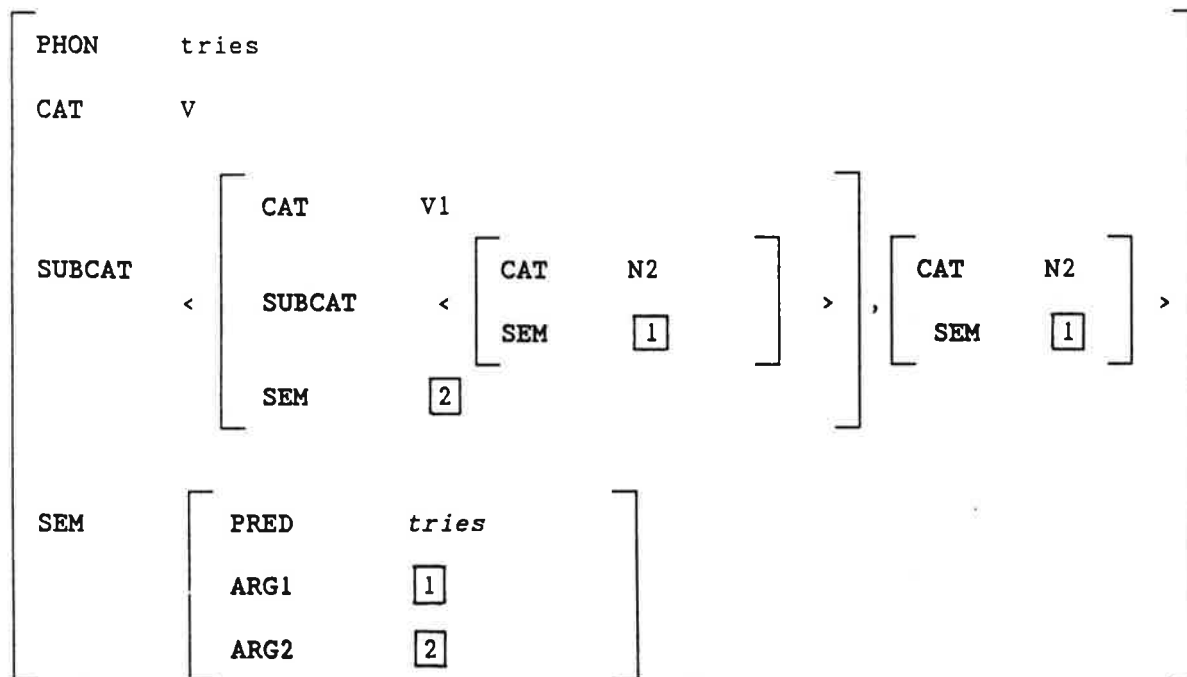 PHON tries
CAT V
CAT V1
SUBCAT < SUBCAT < CAT N2 > , CAT N2 >
SEM 1 SEM 1
SEM 2
SEM PRED tries
ARG1 1
ARG2 2